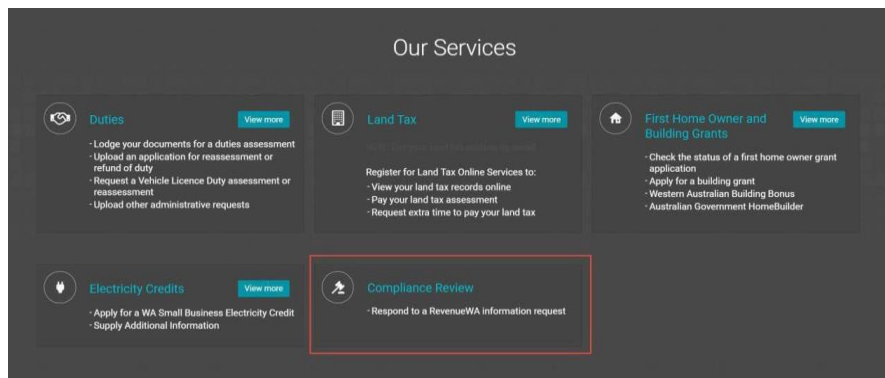 Our Services
Duties
View more
- Lodge your documents for a duties assessment
- Upload an application for reassessment or
refund of duty
- Request a Vehicle Licence Duty assessment or
reassessment
- Upload other administrative requests
Land Tax
View more
Register for Land Tax Online Services to:
- View your land tax records online
- Pay your land tax assessment
- Request extra time to pay your land tax
First Home Owner and
Building Grants
View more
- Check the status of a first home owner grant
application
- Apply for a building grant
- Western Australian Building Bonus
- Australian Government HomeBuilder
Electricity Credits
View more
- Apply for a WA Small Business Electricity Credit
- Supply Additional Information
Compliance Review
- Respond to a RevenueWA information request